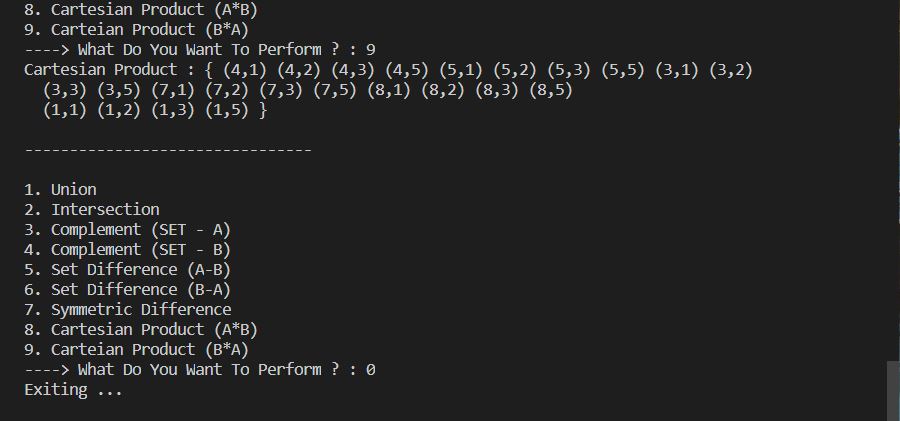 8. Cartesian Product (A*B)
9. Carteian Product (B*A)
----> What Do You Want To Perform ? : 9
Cartesian Product : { (4,1) (4,2) (4,3) (4,5) (5,1) (5,2) (5,3) (5,5) (3,1) (3,2)
(3,3) (3,5) (7,1) (7,2) (7,3) (7,5) (8,1) (8,2) (8,3) (8,5)
(1,1) (1,2) (1,3) (1,5) }
--------------------------------
1. Union
2. Intersection
3. Complement (SET - A)
4. Complement (SET - B)
5. Set Difference (A-B)
6. Set Difference (B-A)
7. Symmetric Difference
8. Cartesian Product (A*B)
9. Carteian Product (B*A)
----> What Do You Want To Perform ? : 0
Exiting ...